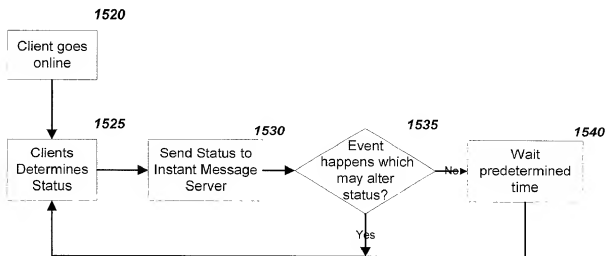 1520
Client goes
online
1525
Clients
Determines
Status
1530
Send Status to
Instant Message
Server
1535
Event
happens which
may alter
status?
No
Yes
1540
Wait
predetermined
time